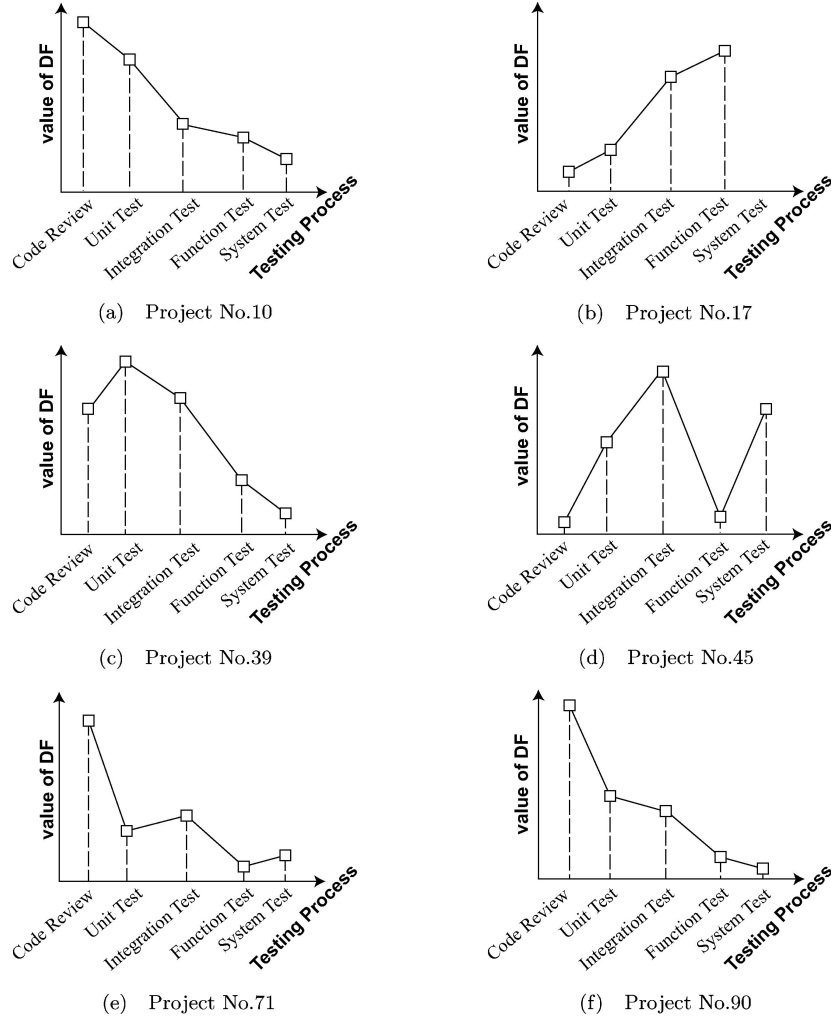 value of DF
Code Review
Unit Test
Integration Test
Function Test
System Test
Testing Process
(a) Project No.10
value of DF
Code Review
Unit Test
Integration Test
Function Test
System Test
Testing Process
(b) Project No.17
value of DF
Code Review
Unit Test
Integration Test
Function Test
System Test
Testing Process
(c) Project No.39
value of DF
Code Review
Unit Test
Integration Test
Function Test
System Test
Testing Process
(d) Project No.45
value of DF
Code Review
Unit Test
Integration Test
Function Test
System Test
Testing Process
(e) Project No.71
value of DF
Code Review
Unit Test
Integration Test
Function Test
System Test
Testing Process
(f) Project No.90